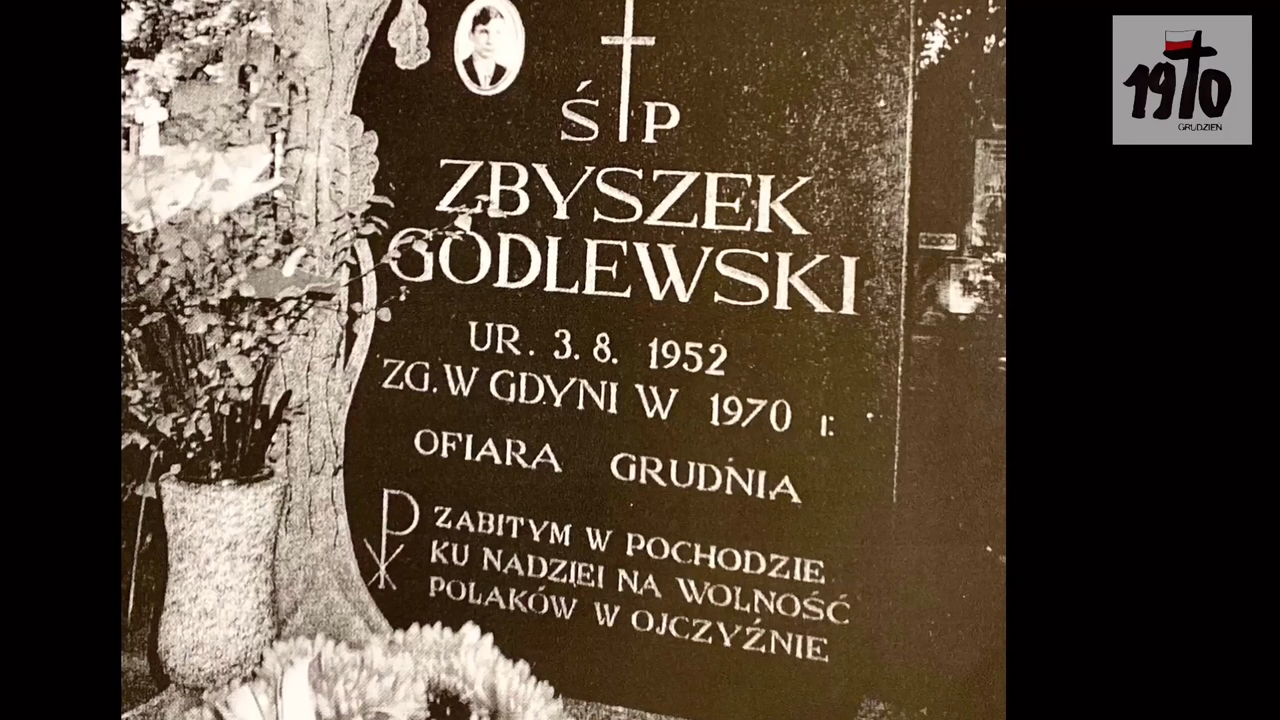 Ś P
ZBYSZEK
GODLEWSKI
UR. 3. 8. 1952
ZG. W GDYNI W 1970 r.
OFIARA GRUDNIA
ZABITYM W POCHODZIE
KU NADZIEI NA WOLNOŚĆ
POLAKÓW W OJCZYŹNIE
1970
GRUDZIEŃ